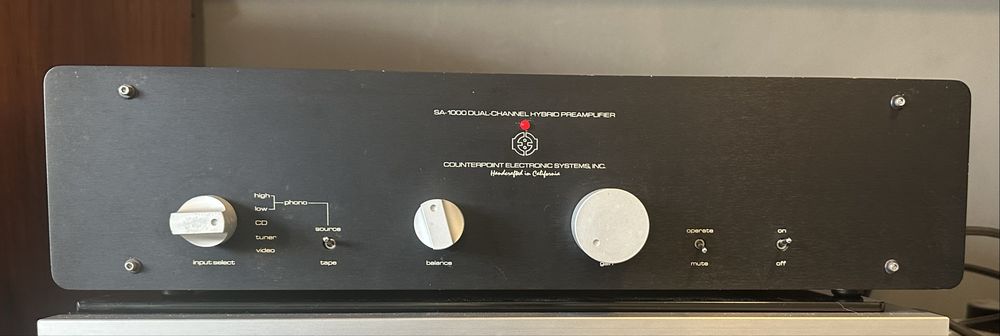 SA-1000 DUAL-CHANNEL HYBRID PREAMPLIFIER
COUNTERPOINT ELECTRONIC SYSTEMS, INC.
Handcrafted in California
high
low
phono
CD
tuner
video
input select
source
tape
balance
gain
operate
mute
on
off